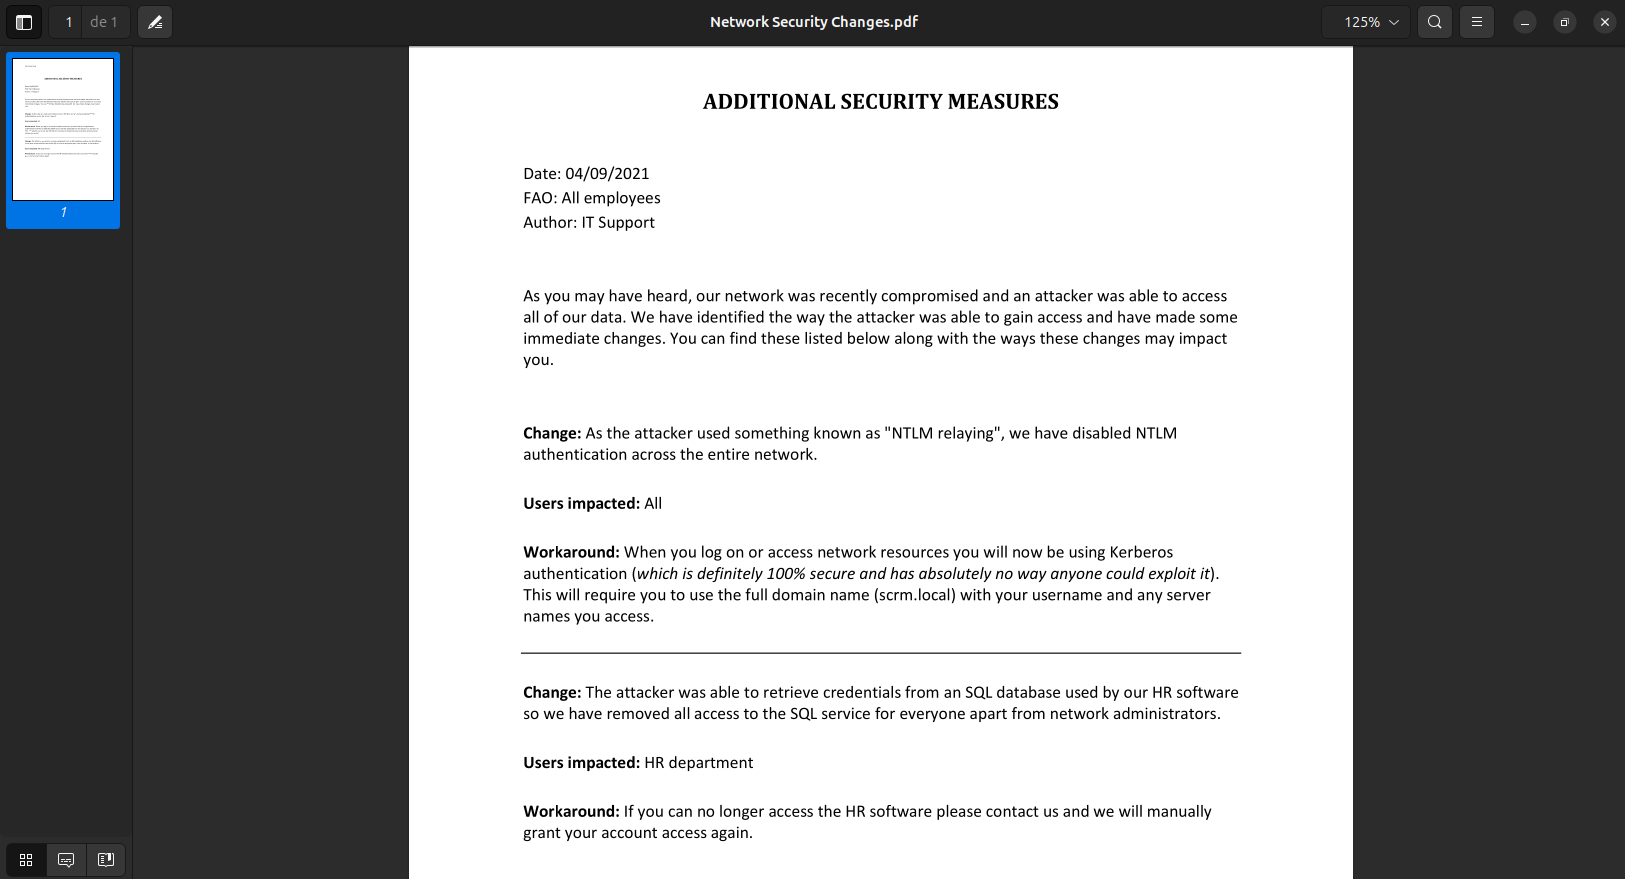 1 de 1
Network Security Changes.pdf
125%
1
ADDITIONAL SECURITY MEASURES
Date: 04/09/2021
FAO: All employees
Author: IT Support
As you may have heard, our network was recently compromised and an attacker was able to access
all of our data. We have identified the way the attacker was able to gain access and have made some
immediate changes. You can find these listed below along with the ways these changes may impact
you.
Change: As the attacker used something known as "NTLM relaying", we have disabled NTLM
authentication across the entire network.
Users impacted: All
Workaround: When you log on or access network resources you will now be using Kerberos
authentication (which is definitely 100% secure and has absolutely no way anyone could exploit it).
This will require you to use the full domain name (scrm.local) with your username and any server
names you access.
Change: The attacker was able to retrieve credentials from an SQL database used by our HR software
so we have removed all access to the SQL service for everyone apart from network administrators.
Users impacted: HR department
Workaround: If you can no longer access the HR software please contact us and we will manually
grant your account access again.